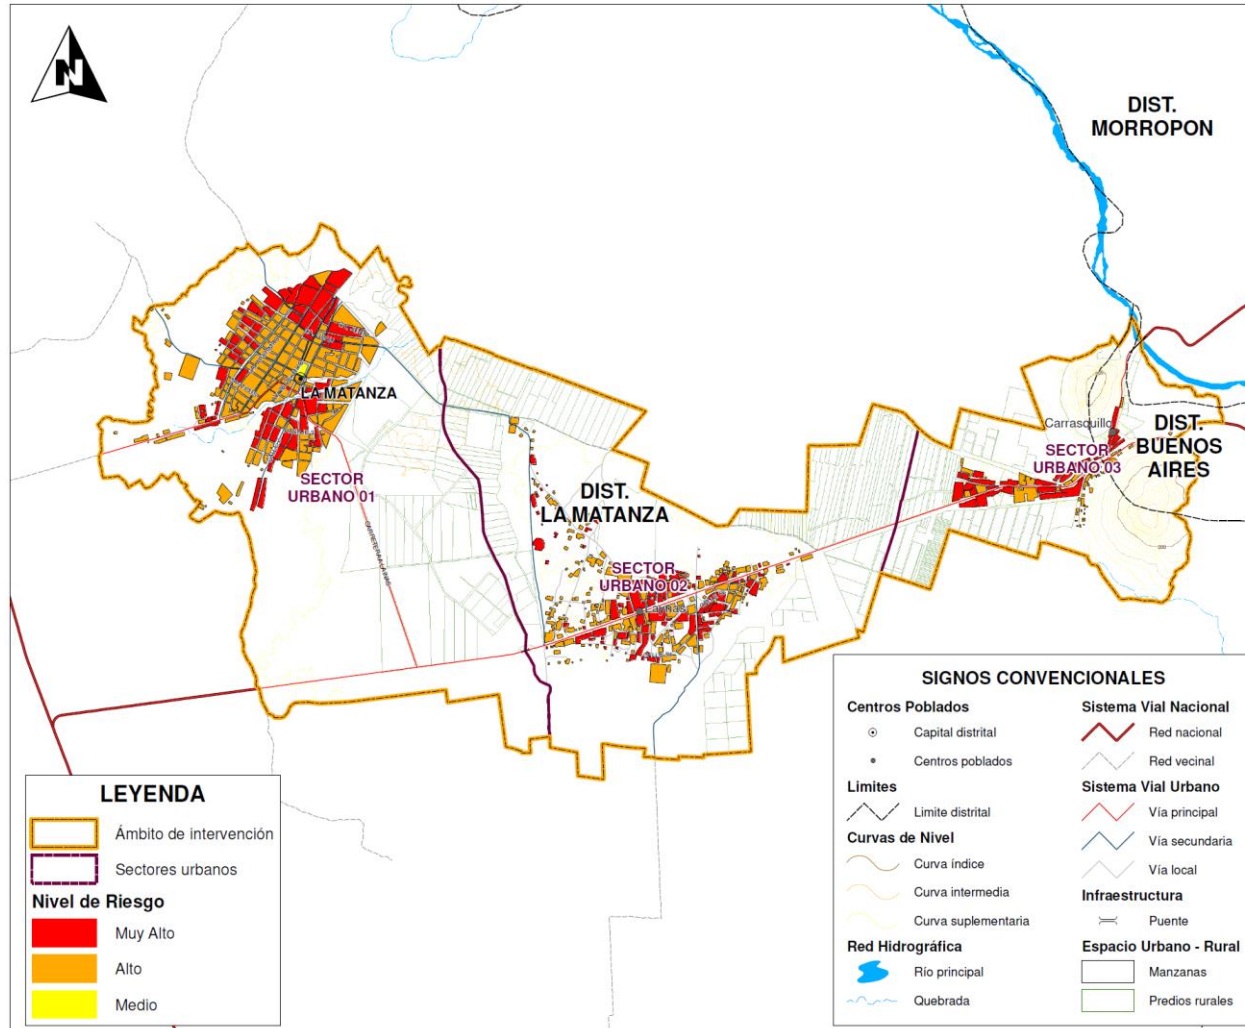 N
DIST.
MORROPON
LA MATANZA
SECTOR
URBANO 01
DIST.
LA MATANZA
SECTOR
URBANO 02
Carrasquillo
SECTOR
URBANO 03
DIST.
BUENOS
AIRES
LEYENDA
Ámbito de intervención
Sectores urbanos
Nivel de Riesgo
Muy Alto
Alto
Medio
SIGNOS CONVENCIONALES
Centros Poblados
Capital distrital
Centros poblados
Limites
Limite distrital
Curvas de Nivel
Curva índice
Curva intermedia
Curva suplementaria
Red Hidrográfica
Río principal
Quebrada
Sistema Vial Nacional
Red nacional
Red vecinal
Sistema Vial Urbano
Vía principal
Vía secundaria
Vía local
Infraestructura
Puente
Espacio Urbano - Rural
Manzanas
Predios rurales